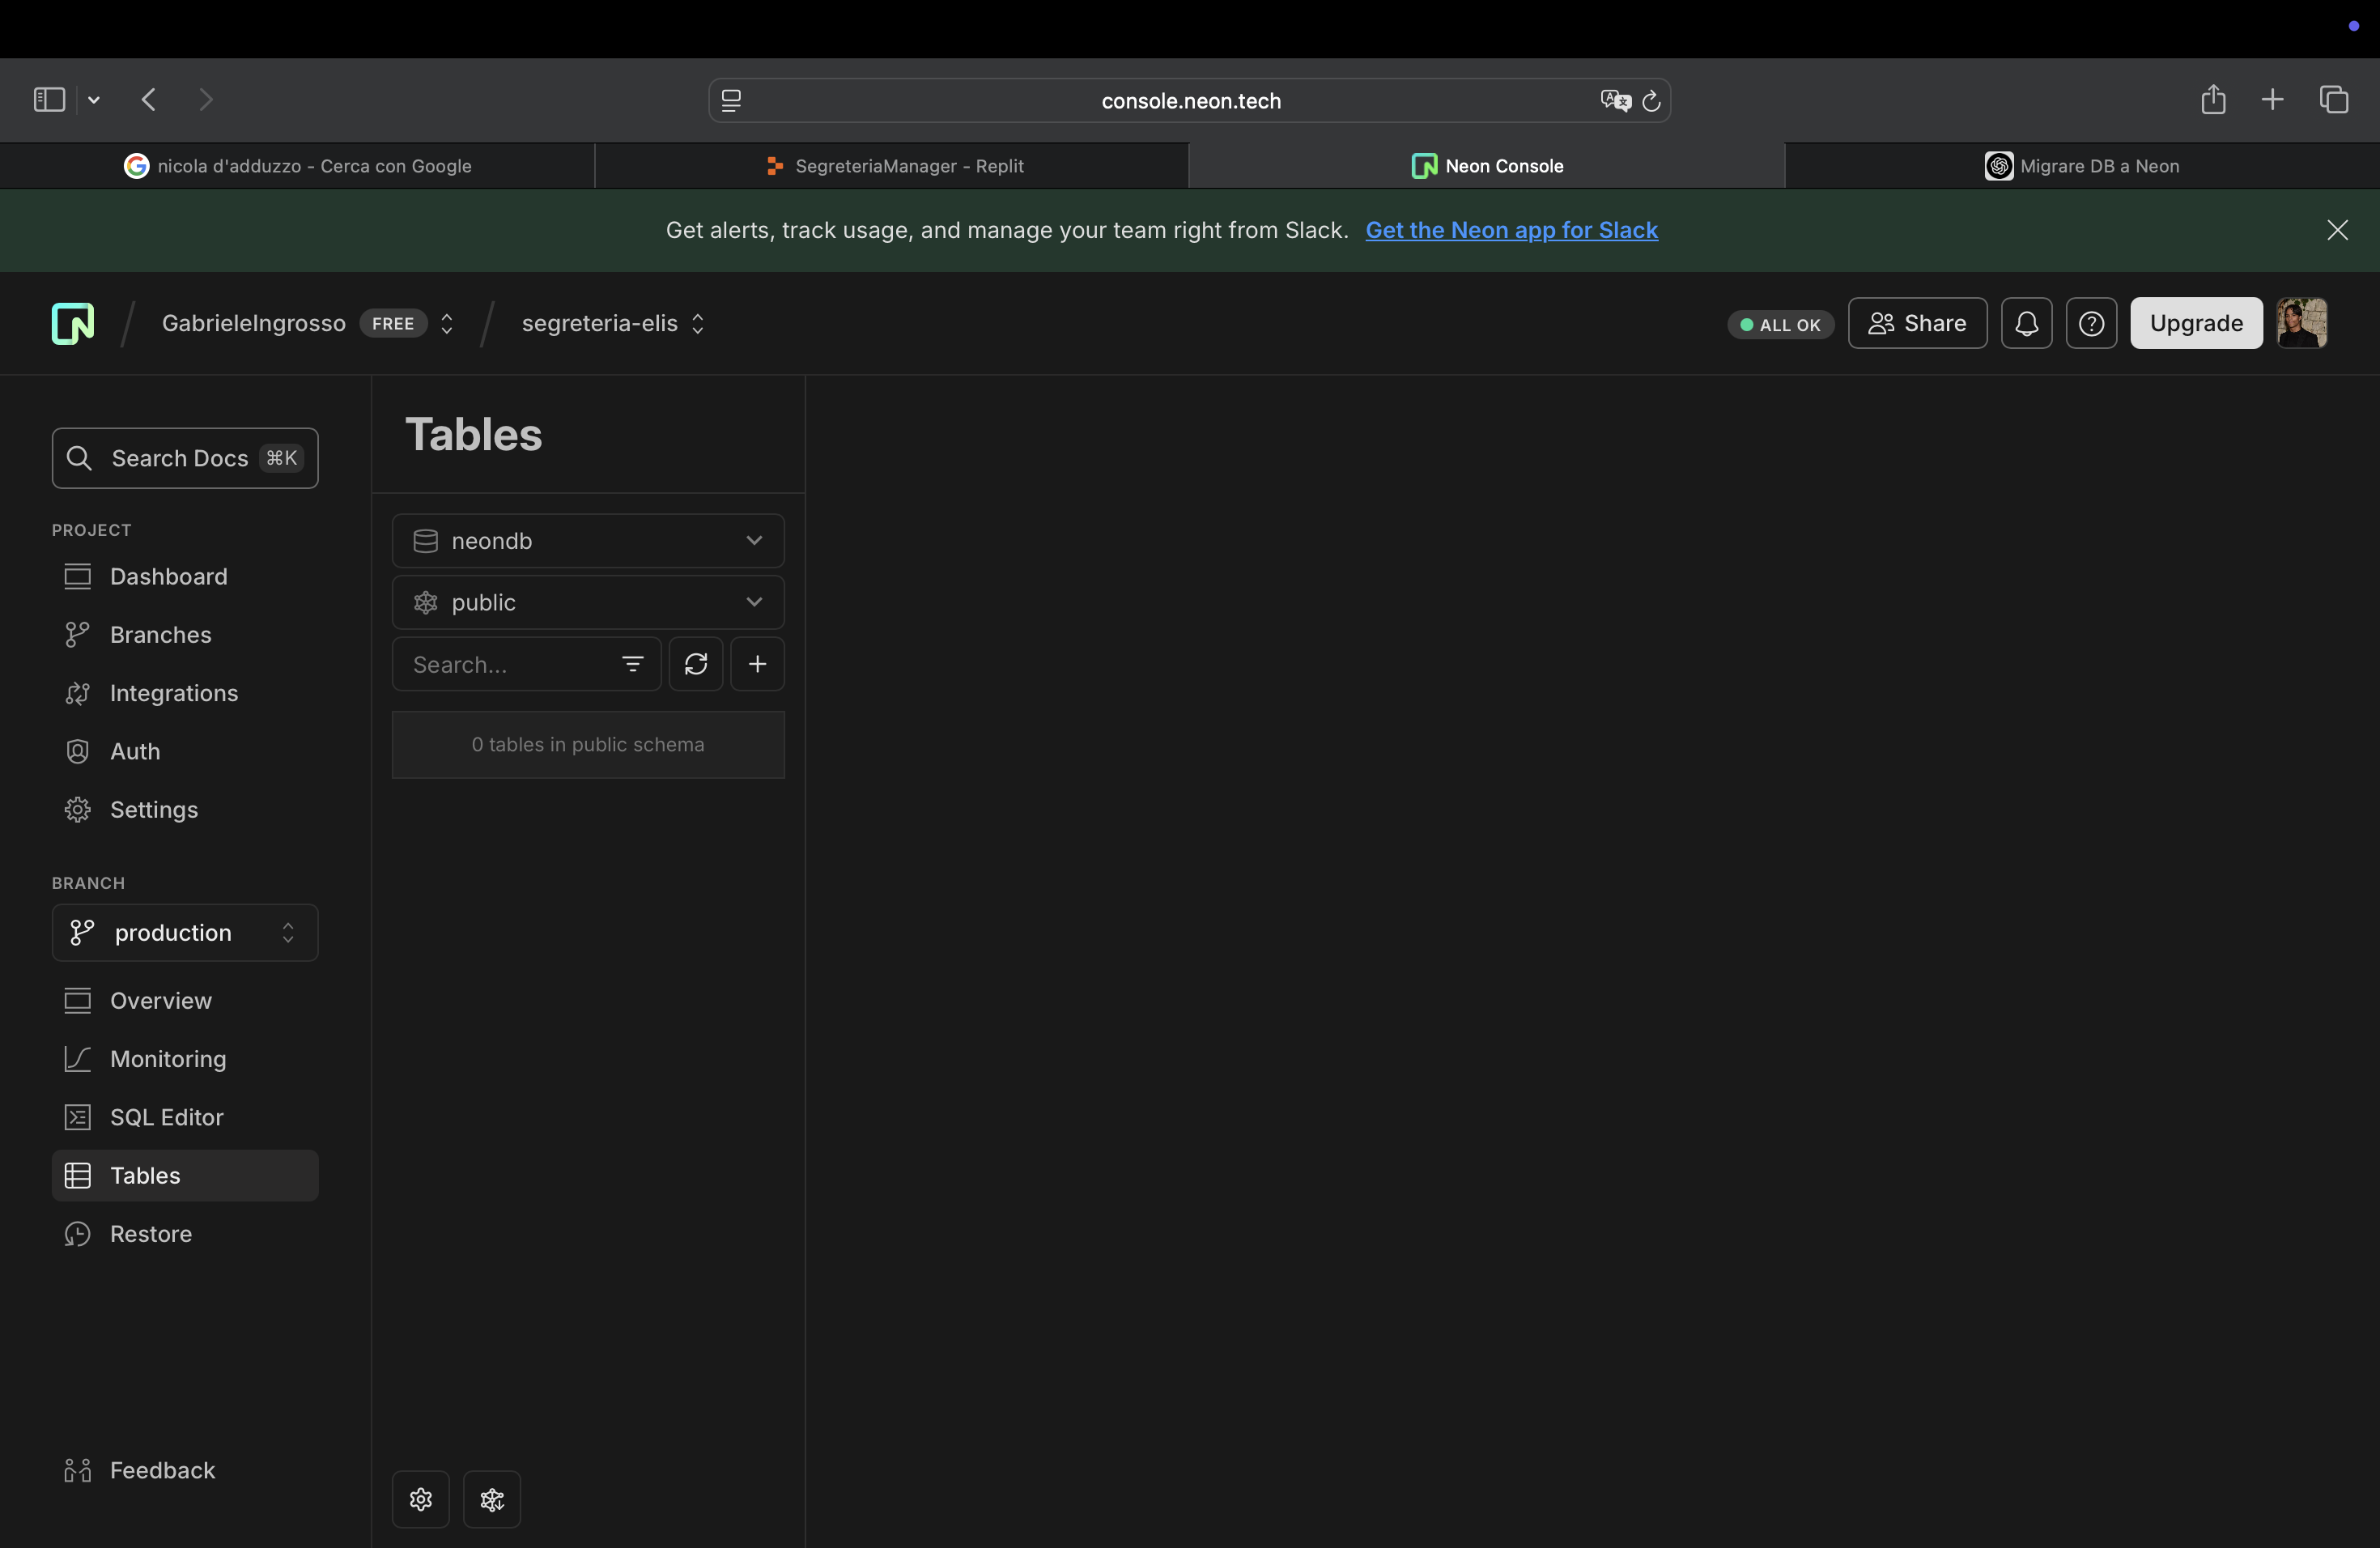 console.neon.tech
nicola d'adduzzo - Cerca con Google
SegreteriaManager - Replit
Neon Console
Migrare DB a Neon
Get alerts, track usage, and manage your team right from Slack. Get the Neon app for Slack
GabrieleIngrosso FREE
segreteria-elis
ALL OK
Share
Upgrade
Search Docs ⌘K
PROJECT
Dashboard
Branches
Integrations
Auth
Settings
BRANCH
production
Overview
Monitoring
SQL Editor
Tables
Restore
Feedback
Tables
neondb
public
Search...
0 tables in public schema